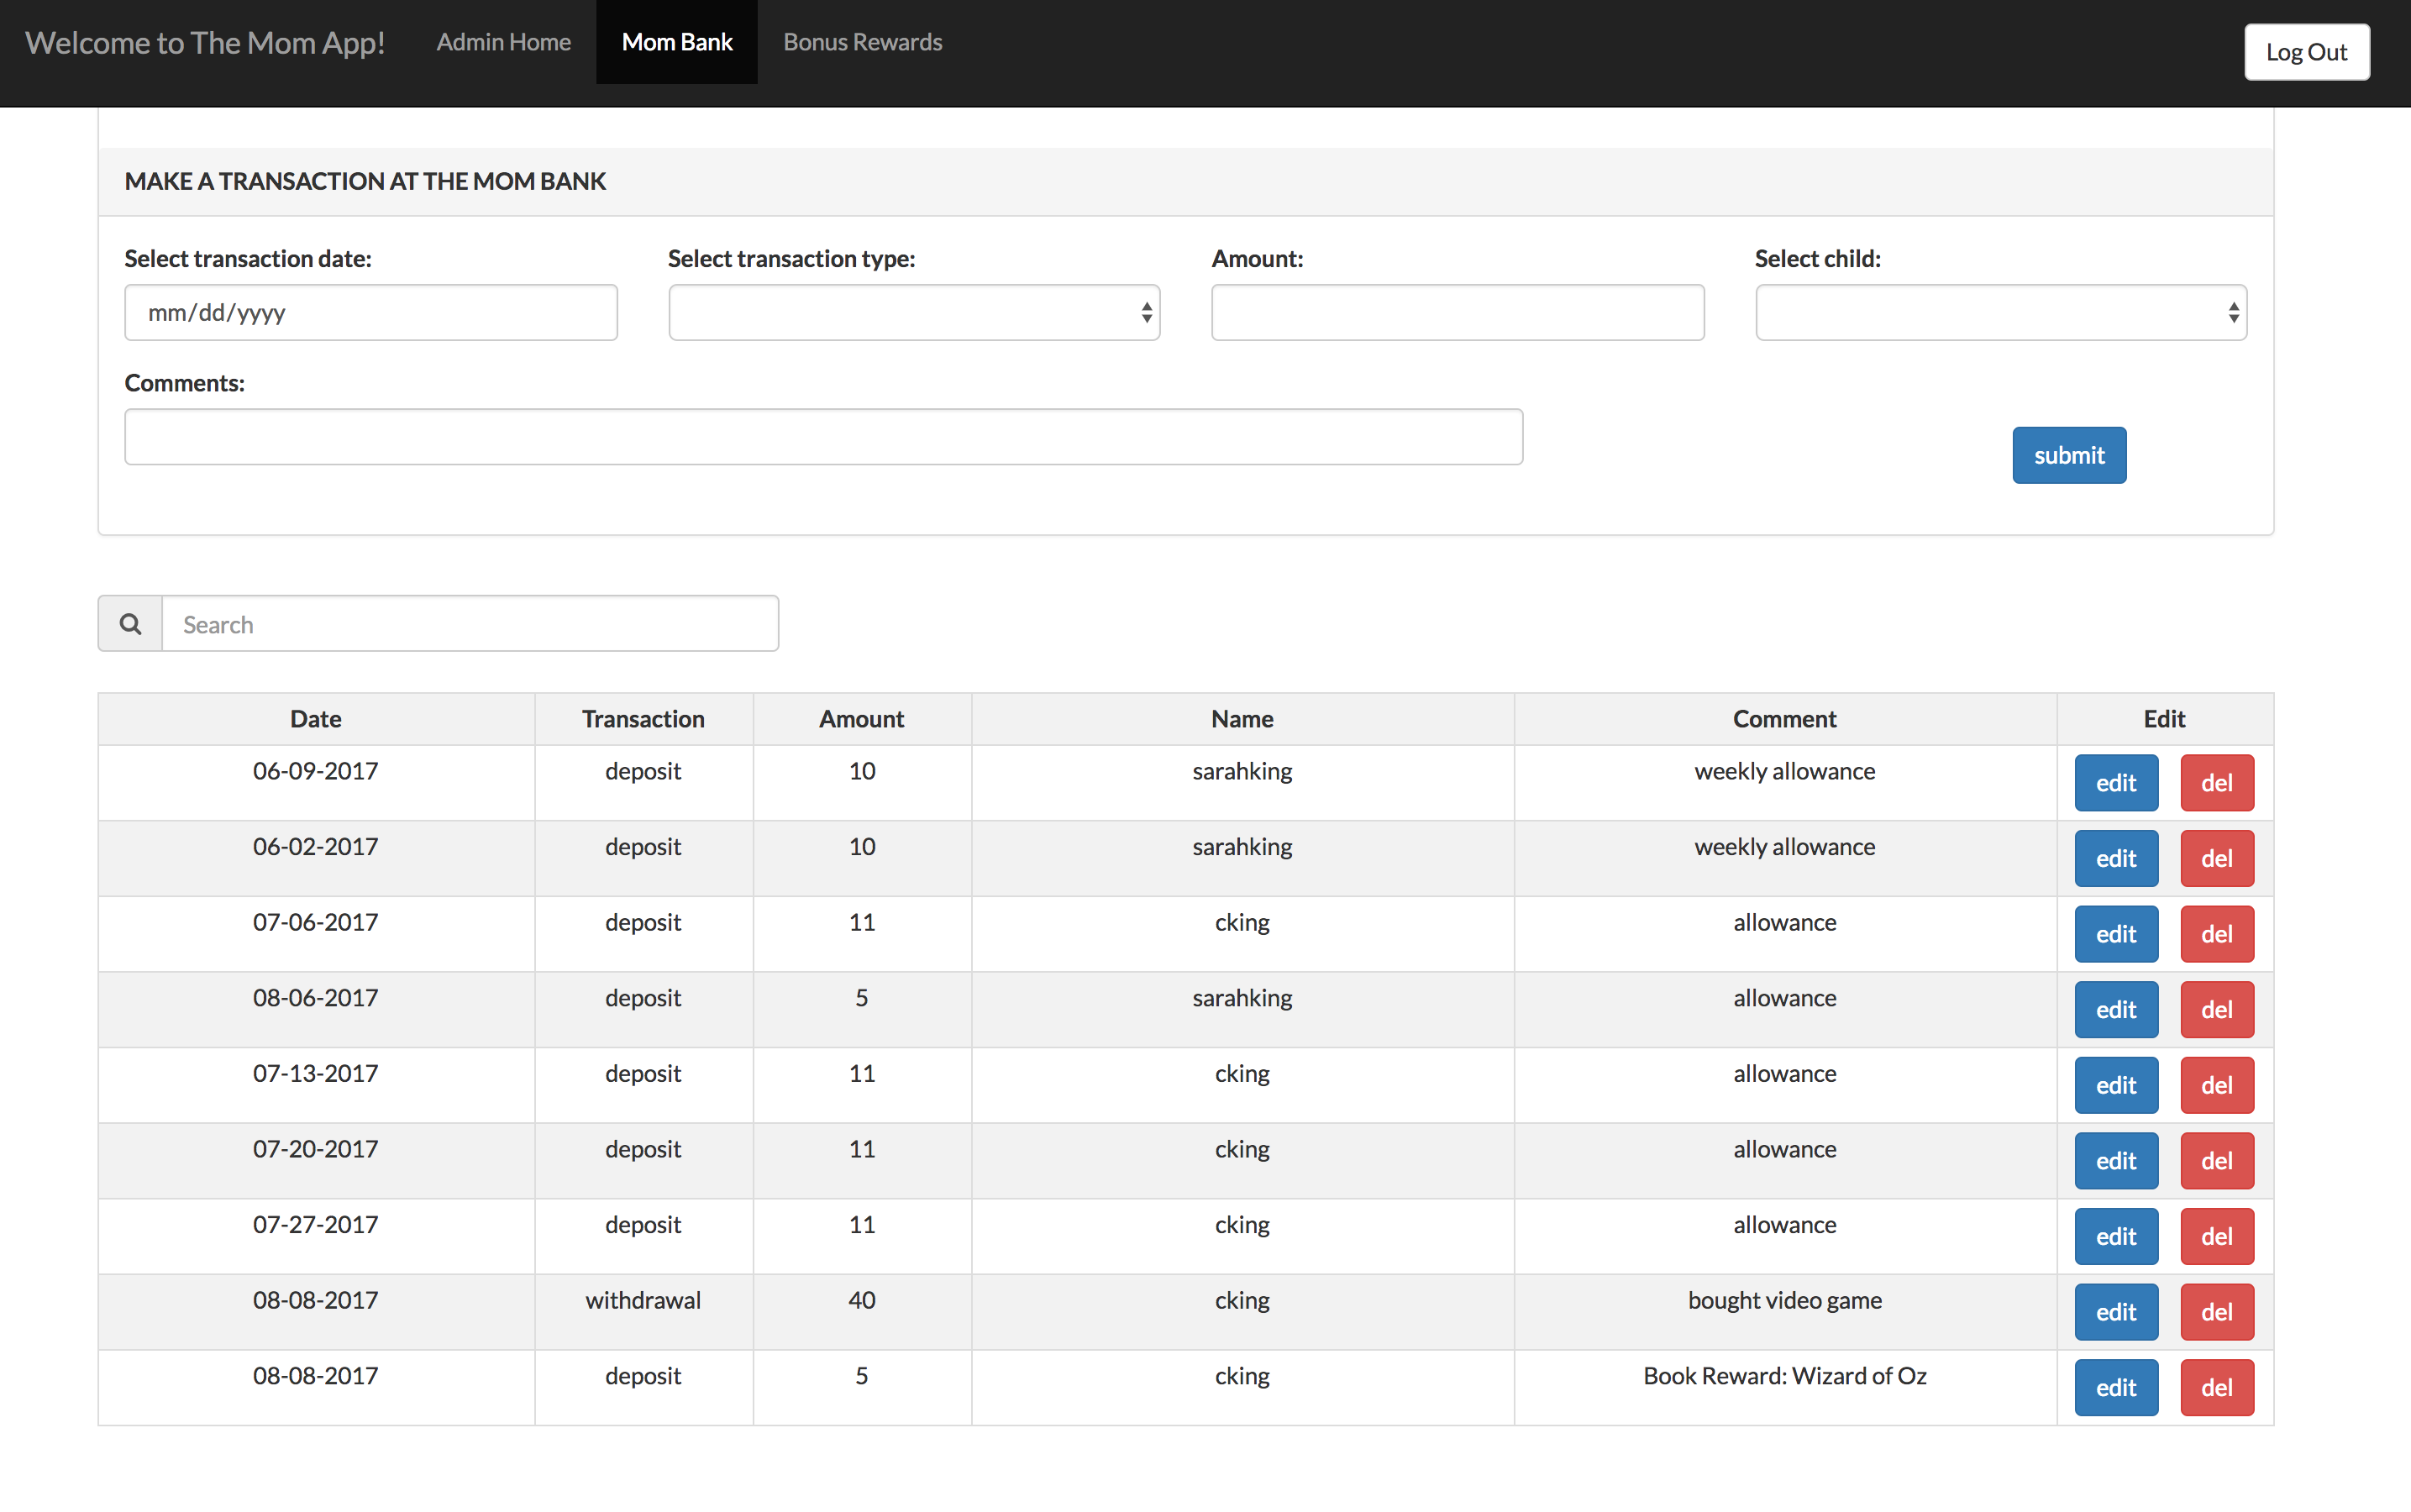 Welcome to The Mom App! Admin Home Mom Bank Bonus Rewards Log Out
MAKE A TRANSACTION AT THE MOM BANK
Select transaction date: Select transaction type: Amount: Select child:
mm/dd/yyyy
Comments:
submit
Search
Date Transaction Amount Name Comment Edit
06-09-2017 deposit 10 sarahking weekly allowance edit del
06-02-2017 deposit 10 sarahking weekly allowance edit del
07-06-2017 deposit 11 cking allowance edit del
08-06-2017 deposit 5 sarahking allowance edit del
07-13-2017 deposit 11 cking allowance edit del
07-20-2017 deposit 11 cking allowance edit del
07-27-2017 deposit 11 cking allowance edit del
08-08-2017 withdrawal 40 cking bought video game edit del
08-08-2017 deposit 5 cking Book Reward: Wizard of Oz edit del